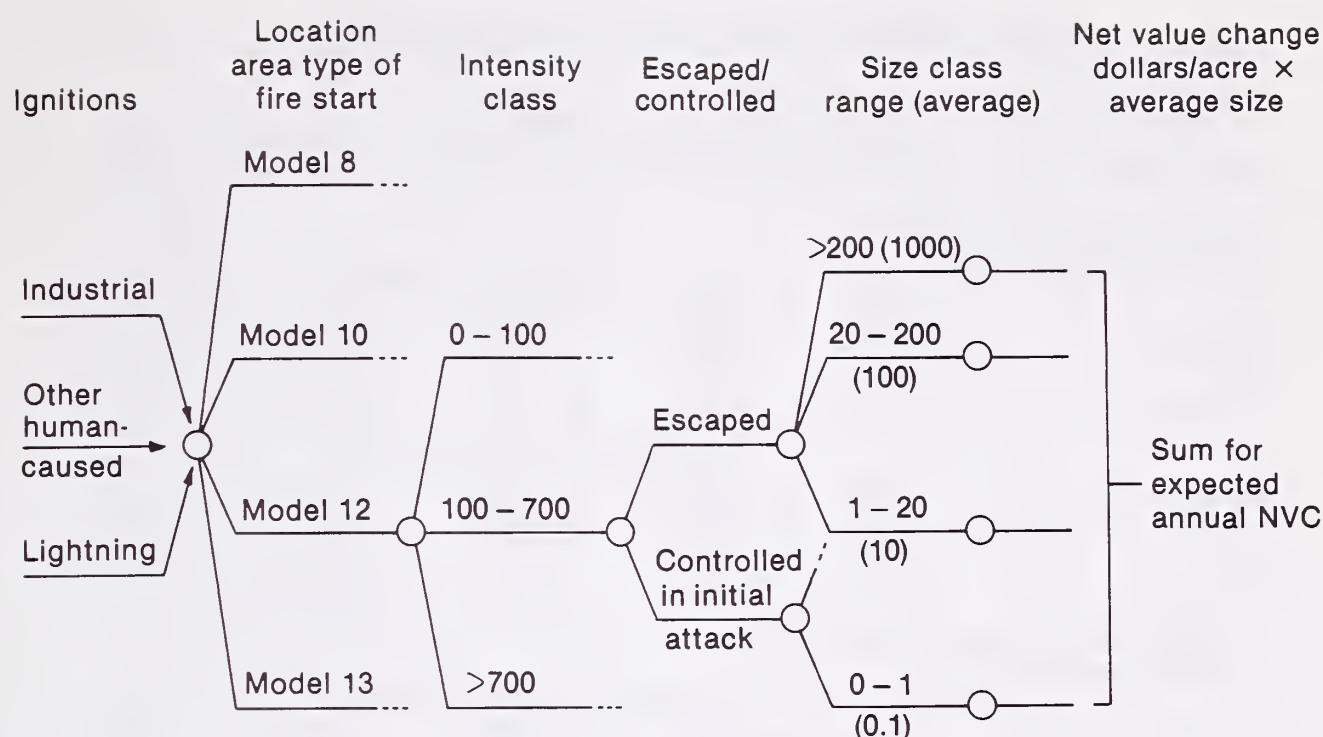 Ignitions
Location
area type of
fire start
Intensity
class
Escaped/
controlled
Size class
range (average)
Net value change
dollars/acre ×
average size
Industrial
Other
human-
caused
Lightning
Model 8
Model 10
Model 12
Model 13
0 – 100
100 – 700
>700
Escaped
Controlled
in initial
attack
>200 (1000)
20 – 200
(100)
1 – 20
(10)
0 – 1
(0.1)
Sum for
expected
annual NVC